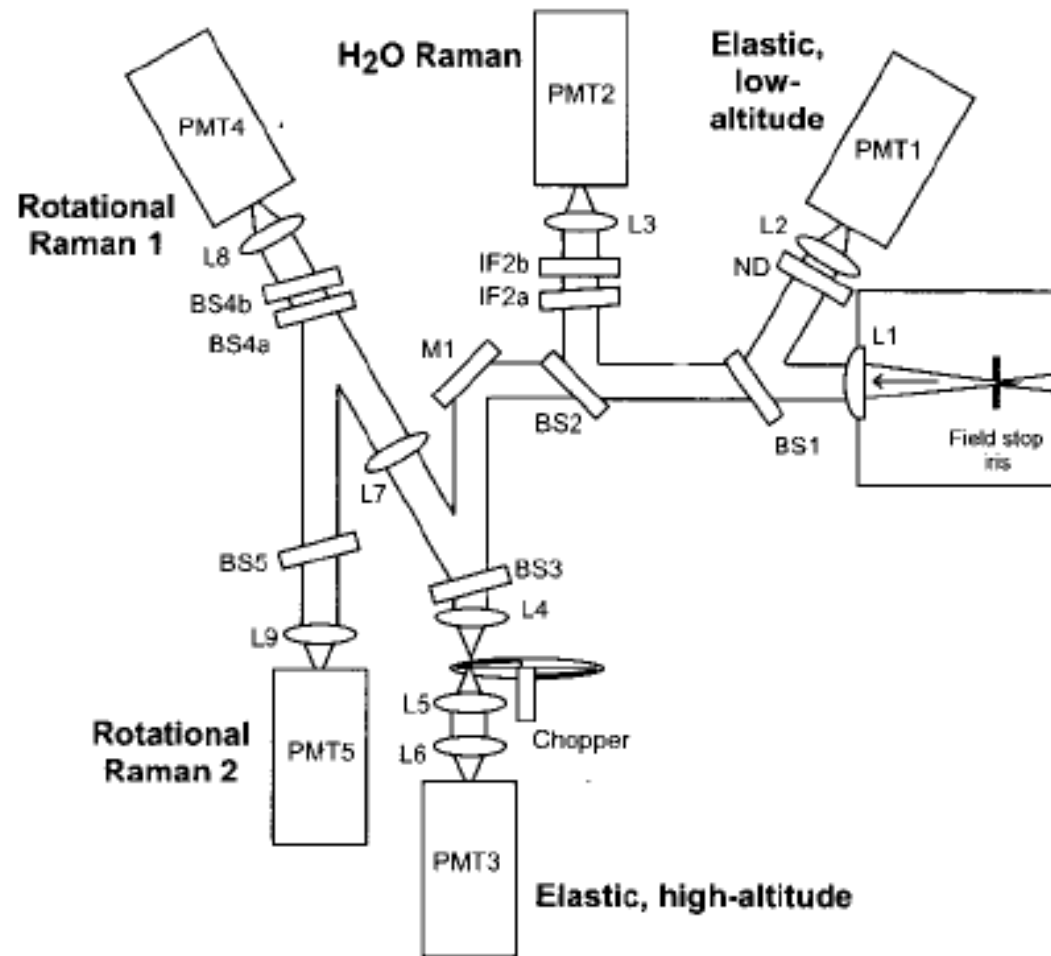 H2O Raman
Elastic,
low-
altitude
PMT4
PMT2
PMT1
Rotational
Raman 1
L8
L3
L2
ND
IF2b
IF2a
BS4b
BS4a
M1
L1
BS2
BS1
Field stop
iris
L7
BS5
BS3
L4
L9
L5
Chopper
L6
Rotational
Raman 2
PMT5
PMT3
Elastic, high-altitude